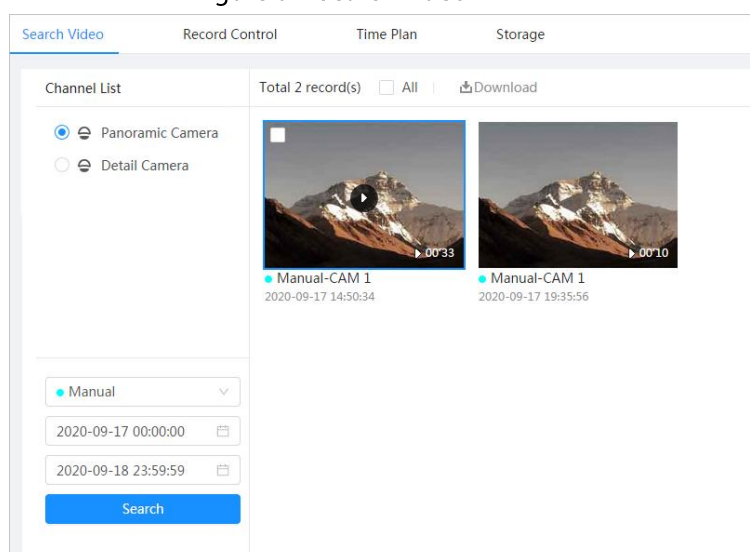 Search Video Record Control Time Plan Storage
Channel List
Panoramic Camera
Detail Camera
Total 2 record(s) All Download
00'33
Manual-CAM 1
2020-09-17 14:50:34
00'10
Manual-CAM 1
2020-09-17 19:35:56
Manual
2020-09-17 00:00:00
2020-09-18 23:59:59
Search